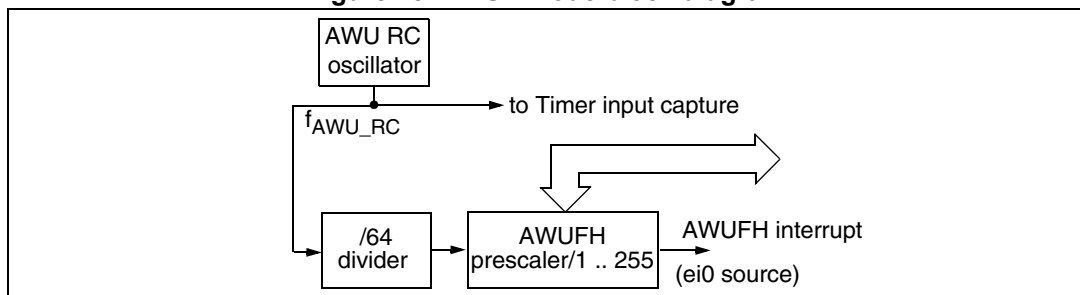 AWU RC
oscillator
to Timer input capture
fAWU_RC
/64
divider
AWUFH
prescaler/1 .. 255
AWUFH interrupt
(ei0 source)